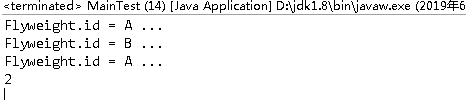 <terminated> MainTest (14) [Java Application] D:\jdk1.8\bin\javaw.exe (2019年6
Flyweight.id = A ...
Flyweight.id = B ...
Flyweight.id = A ...
2